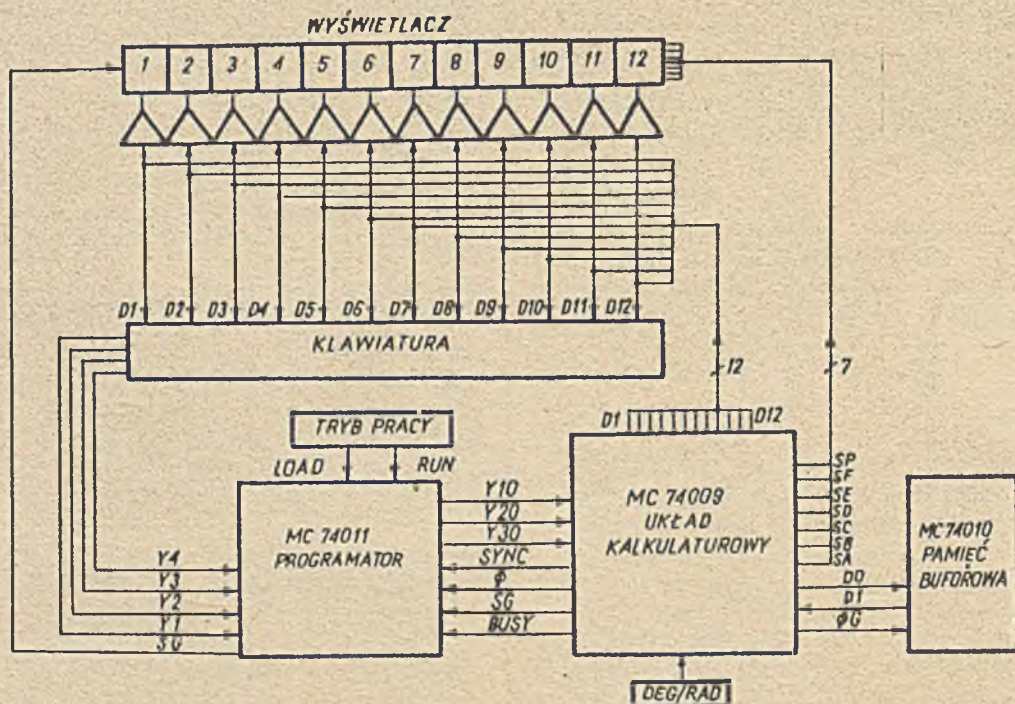 WYŚWIETLACZ
1 2 3 4 5 6 7 8 9 10 11 12
D1 D2 D3 D4 D5 D6 D7 D8 D9 D10 D11 D12
KLAWIATURA
12
7
D1 D12
TRYB PRACY
LOAD RUN
MC 74011
PROGRAMATOR
Y4
Y3
Y2
Y1
SG
Y10
Y20
Y30
SYNC
Φ
SG
BUSY
MC 74009
UKŁAD
KALKULATUROWY
SP
SF
SE
SD
SC
SB
SA
DO
DI
ΦG
MC 74010
PAMIĘĆ
BUFOROWA
DEG/RAD